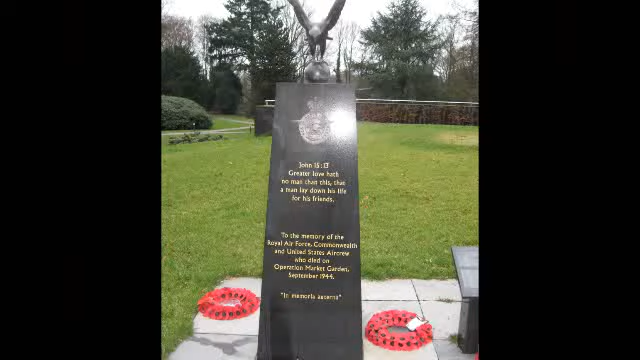 John 15:13
Greater love hath
no man than this, that
a man lay down his life
for his friends.
To the memory of the
Royal Air Force, Commonwealth
and United States Aircrew
who died on
Operation Market Garden,
September 1944.
"In memoria aeterna"